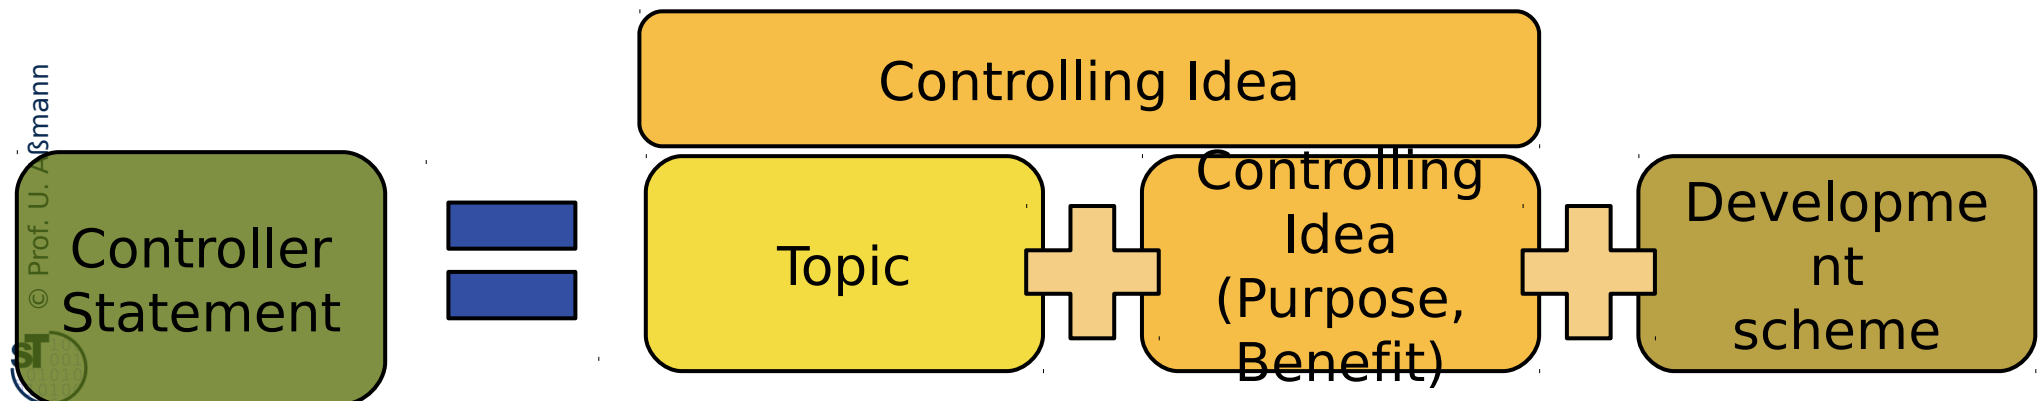 Controlling Idea
© Prof. U. Aßmann
Controller
Statement
Topic
Controlling
Idea
(Purpose,
Benefit)
Developme
nt
scheme
ST